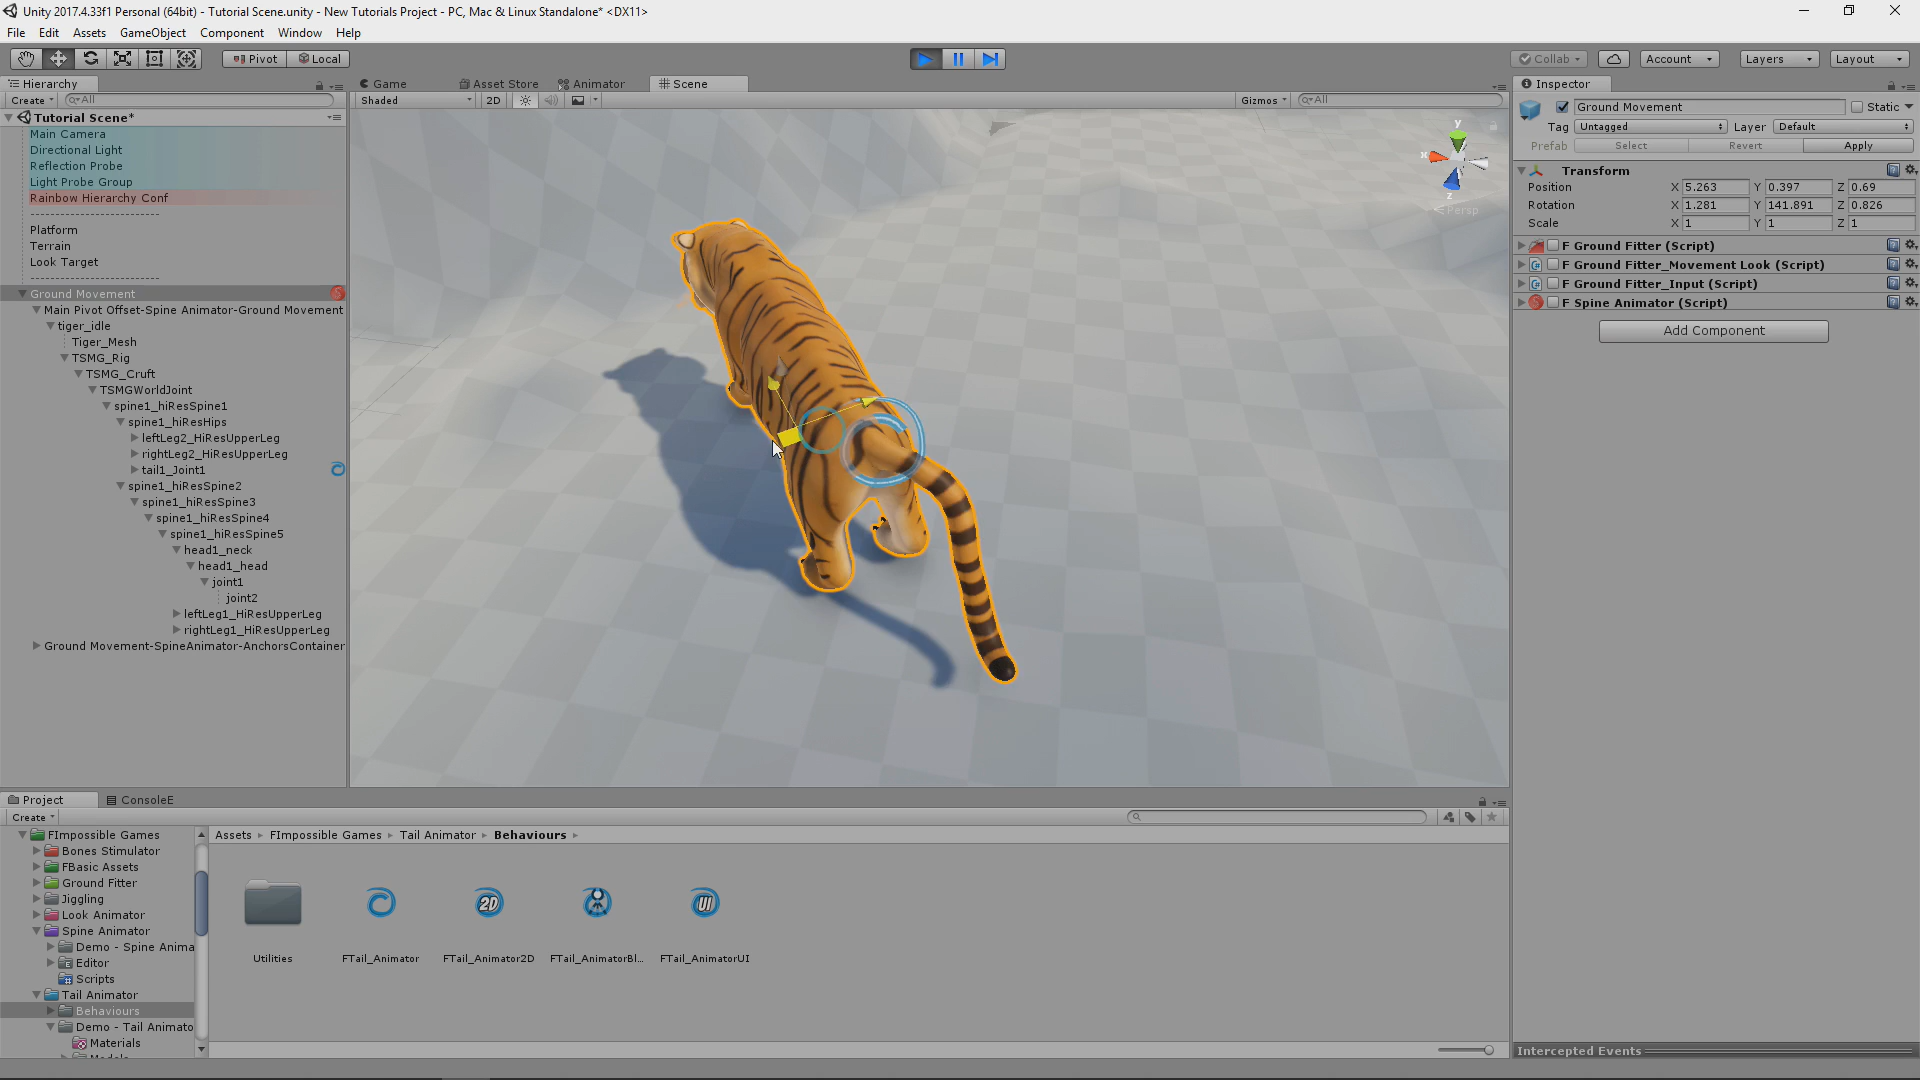 Unity 2017.4.33f1 Personal (64bit) - Tutorial Scene.unity - New Tutorials Project - PC, Mac & Linux Standalone* <DX11>
File Edit Assets GameObject Component Window Help
Pivot Local Collab Account Layers Layout
Hierarchy
Create All
Tutorial Scene*
Main Camera
Directional Light
Reflection Probe
Light Probe Group
Rainbow Hierarchy Conf
-------------------------
Platform
Terrain
Look Target
-------------------------
Ground Movement
Main Pivot Offset-Spine Animator-Ground Movement
tiger_idle
Tiger_Mesh
TSMG_Rig
TSMG_Cruft
TSMGWorldJoint
spine1_hiResSpine1
spine1_hiResHips
leftLeg2_HiResUpperLeg
rightLeg2_HiResUpperLeg
tail1_Joint1
spine1_hiResSpine2
spine1_hiResSpine3
spine1_hiResSpine4
spine1_hiResSpine5
head1_neck
head1_head
joint1
joint2
leftLeg1_HiResUpperLeg
rightLeg1_HiResUpperLeg
Ground Movement-SpineAnimator-AnchorsContainer
Game Asset Store Animator Scene
Shaded 2D Gizmos All
y
x
z
Persp
Inspector
Ground Movement Static
Tag Untagged Layer Default
Prefab Select Revert Apply
Transform
Position X 5.263 Y 0.397 Z 0.69
Rotation X 1.281 Y 141.891 Z 0.826
Scale X 1 Y 1 Z 1
F Ground Fitter (Script)
F Ground Fitter_Movement Look (Script)
F Ground Fitter_Input (Script)
F Spine Animator (Script)
Add Component
Intercepted Events
Project ConsoleE
Create
FImpossible Games
Bones Stimulator
FBasic Assets
Ground Fitter
Jiggling
Look Animator
Spine Animator
Demo - Spine Anima
Editor
Scripts
Tail Animator
Behaviours
Demo - Tail Animato
Materials
Assets FImpossible Games Tail Animator Behaviours
2D UI
Utilities FTail_Animator FTail_Animator2D FTail_AnimatorBl... FTail_AnimatorUI